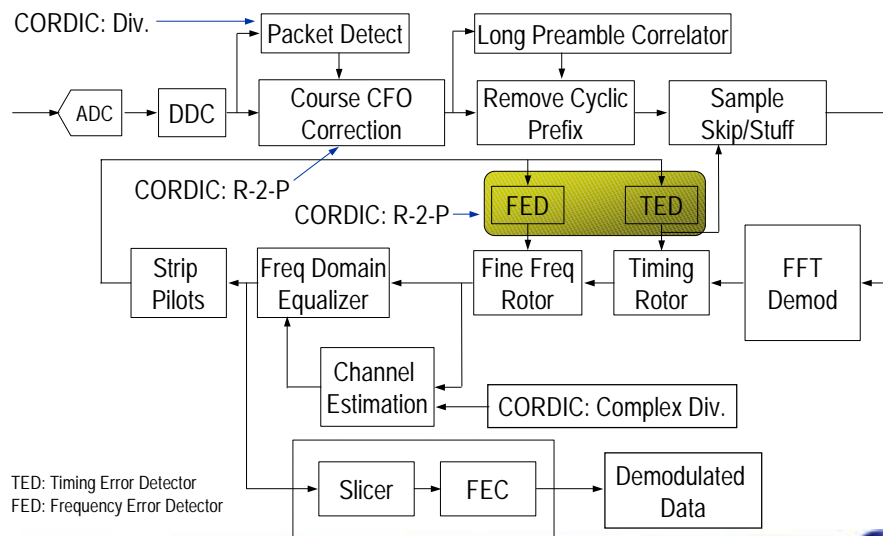 CORDIC: Div.
Packet Detect
Long Preamble Correlator
ADC
DDC
Course CFO
Correction
Remove Cyclic
Prefix
Sample
Skip/Stuff
CORDIC: R-2-P
CORDIC: R-2-P
FED
TED
Strip
Pilots
Freq Domain
Equalizer
Fine Freq
Rotor
Timing
Rotor
FFT
Demod
Channel
Estimation
CORDIC: Complex Div.
TED: Timing Error Detector
FED: Frequency Error Detector
Slicer
FEC
Demodulated
Data